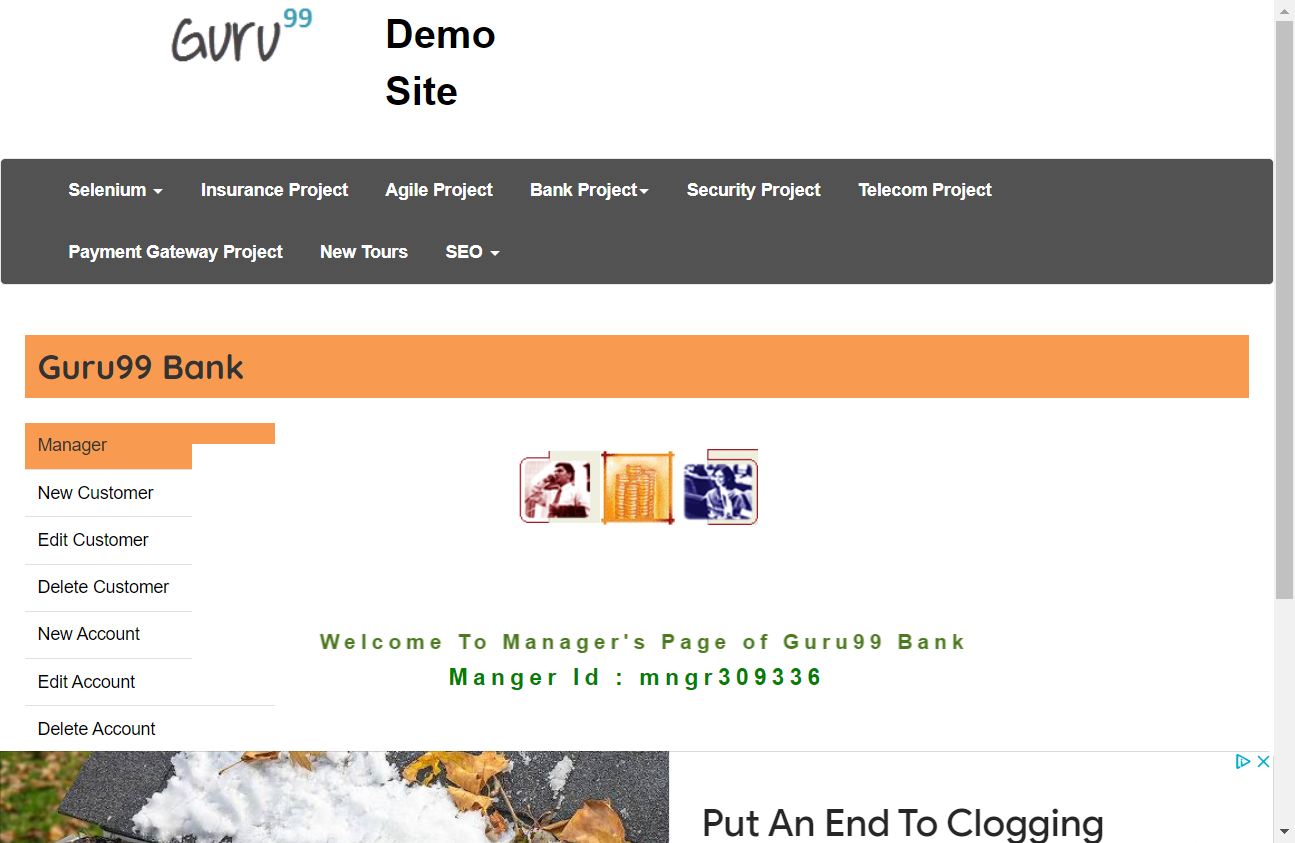 Guru99
Demo
Site
Selenium Insurance Project Agile Project Bank Project Security Project Telecom Project
Payment Gateway Project New Tours SEO
Guru99 Bank
Manager
New Customer
Edit Customer
Delete Customer
New Account
Edit Account
Delete Account
Welcome To Manager's Page of Guru99 Bank
Manger Id : mngr309336
Put An End To Clogging